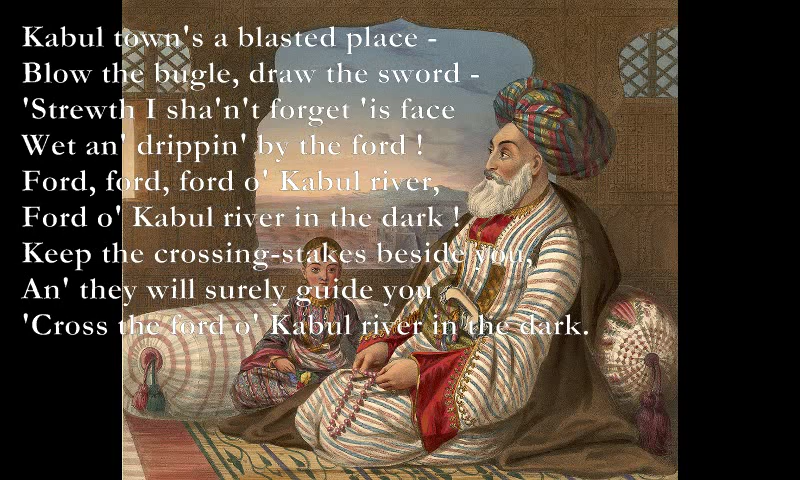 Kabul town's a blasted place -
Blow the bugle, draw the sword -
'Strewth I sha'n't forget 'is face
Wet an' drippin' by the ford !
Ford, ford, ford o' Kabul river,
Ford o' Kabul river in the dark !
Keep the crossing-stakes beside you,
An' they will surely guide you
'Cross the ford o' Kabul river in the dark.